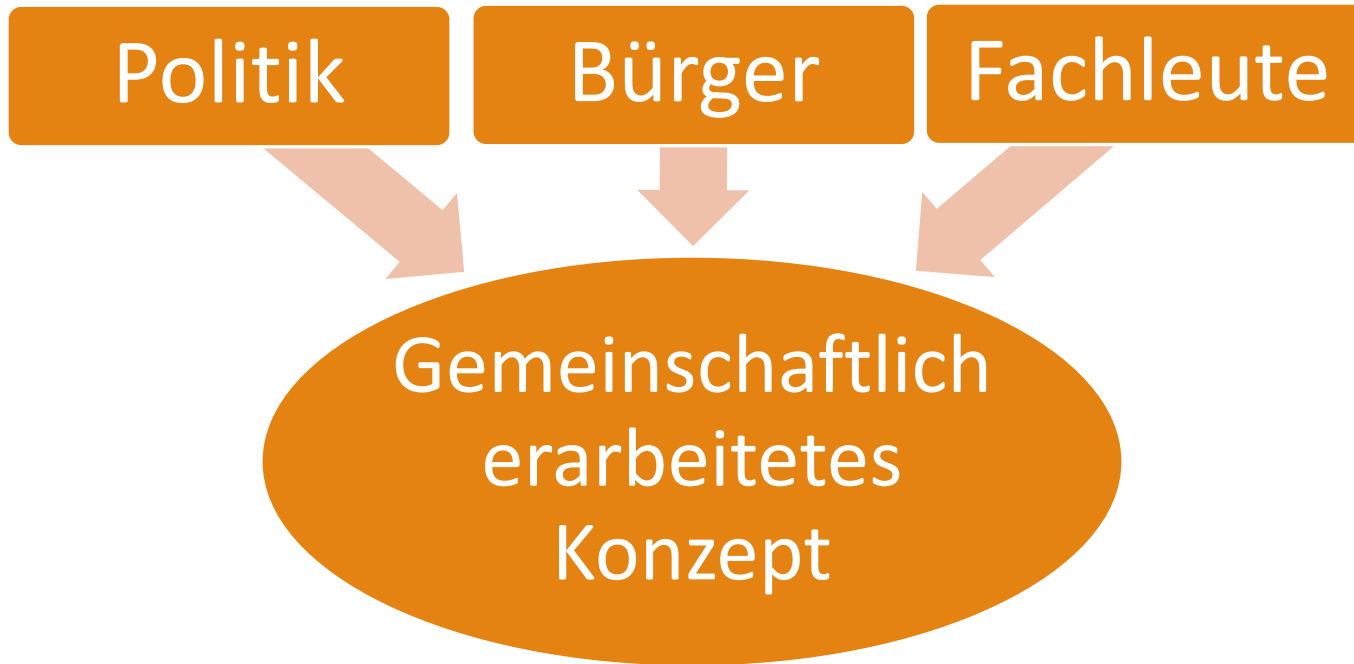 Politik
Bürger
Fachleute
Gemeinschaftlich
erarbeitetes
Konzept